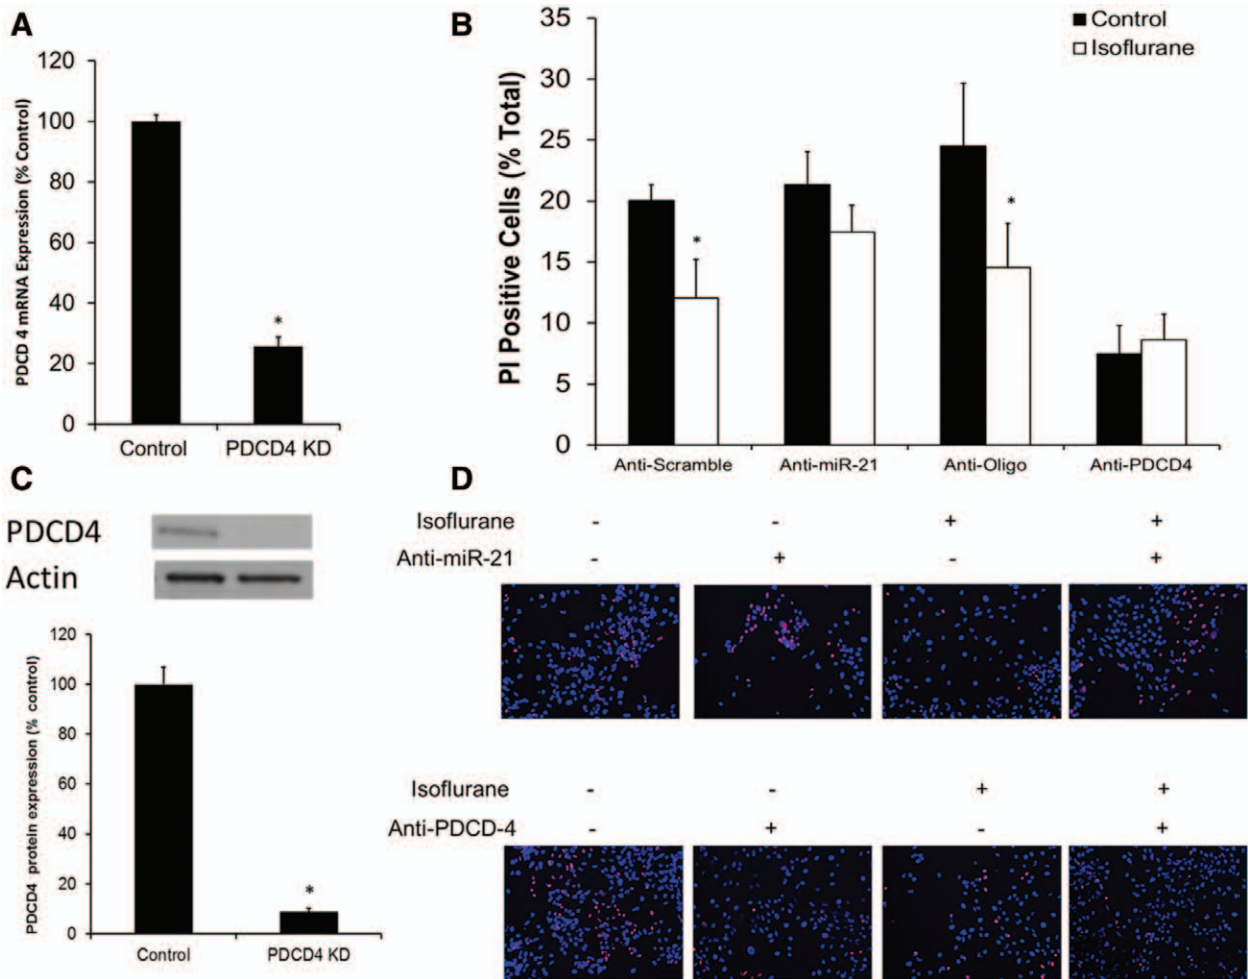 A
PDCD 4 mRNA Expression (% Control)
120
100
80
60
40
20
0
*
Control PDCD4 KD
B
PI Positive Cells (% Total)
35
30
25
20
15
10
5
0
Control
Isoflurane
*
*
Anti-Scramble Anti-miR-21 Anti-Oligo Anti-PDCD4
C
PDCD4
Actin
PDCD4 protein expression (% control)
120
100
80
60
40
20
0
*
Control PDCD4 KD
D
Isoflurane - - + +
Anti-miR-21 - + - +
Isoflurane - - + +
Anti-PDCD-4 - + - +